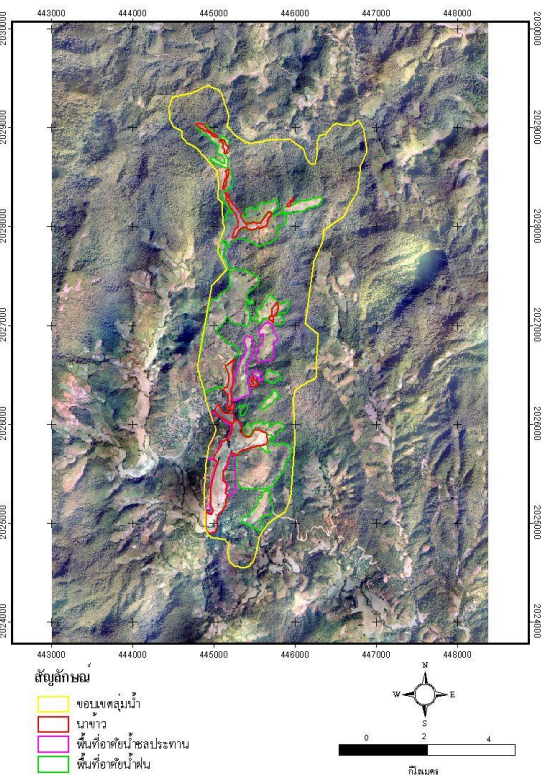 443000 444000 445000 446000 447000 448000
2030000 2030000
2029000 2029000
2028000 2028000
2027000 2027000
2026000 2026000
2025000 2025000
2024000 2024000
443000 444000 445000 446000 447000 448000
สัญลักษณ์
ขอบเขตลุ่มน้ำ
นาข้าว
พื้นที่อาศัยน้ำชลประทาน
พื้นที่อาศัยน้ำฝน
N
W E
S
0 2 4
กิโลเมตร